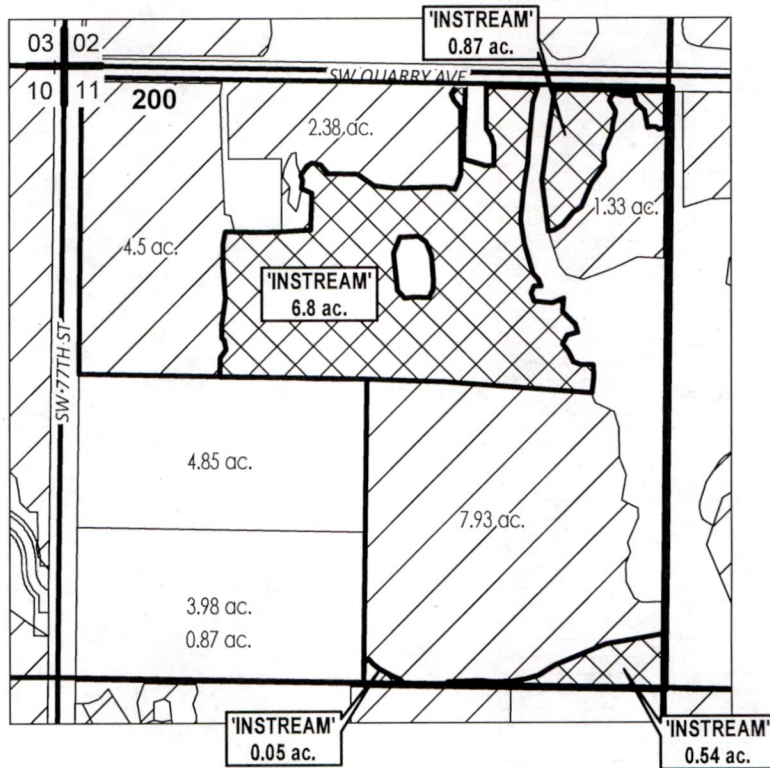 'INSTREAM'
0.87 ac.
03 02
10 11
200
SW QUARRY AVE
2.38 ac.
1.33 ac.
4.5 ac.
'INSTREAM'
6.8 ac.
SW 77TH ST
4.85 ac.
7.93 ac.
3.98 ac.
0.87 ac.
'INSTREAM'
0.05 ac.
'INSTREAM'
0.54 ac.